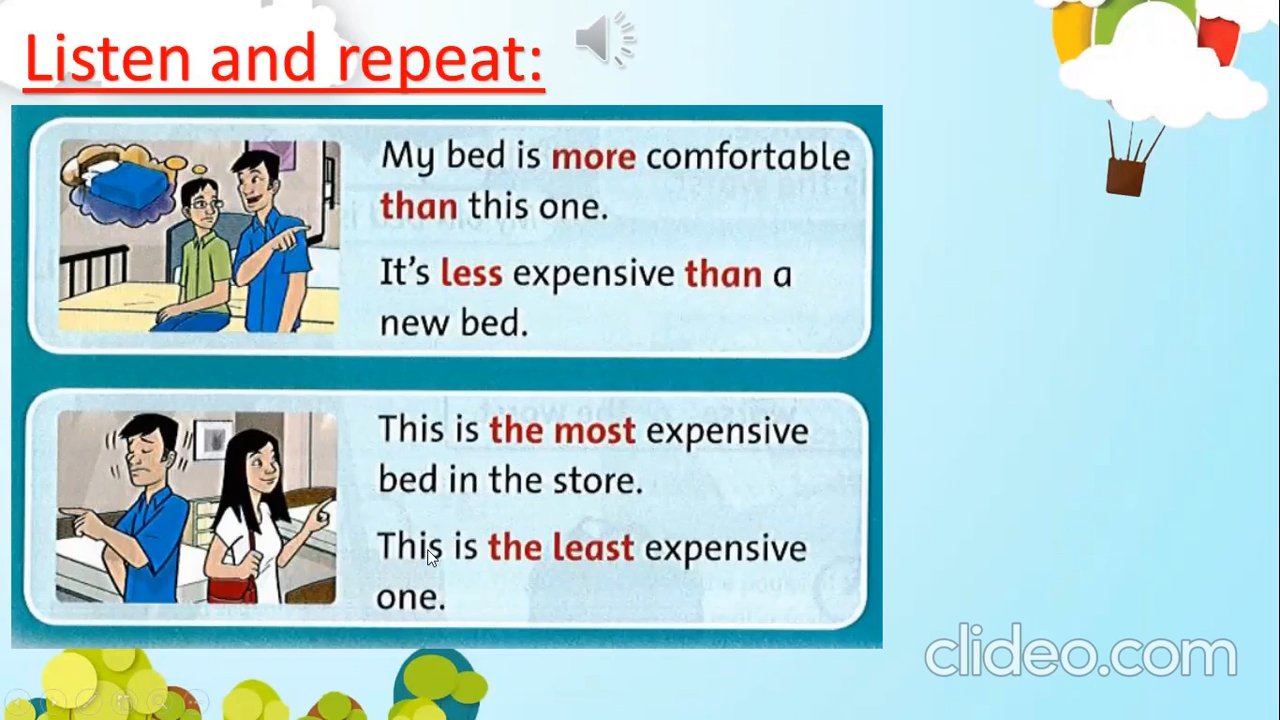 Listen and repeat:
My bed is more comfortable
than this one.
It's less expensive than a
new bed.
This is the most expensive
bed in the store.
This is the least expensive
one.
clideo.com